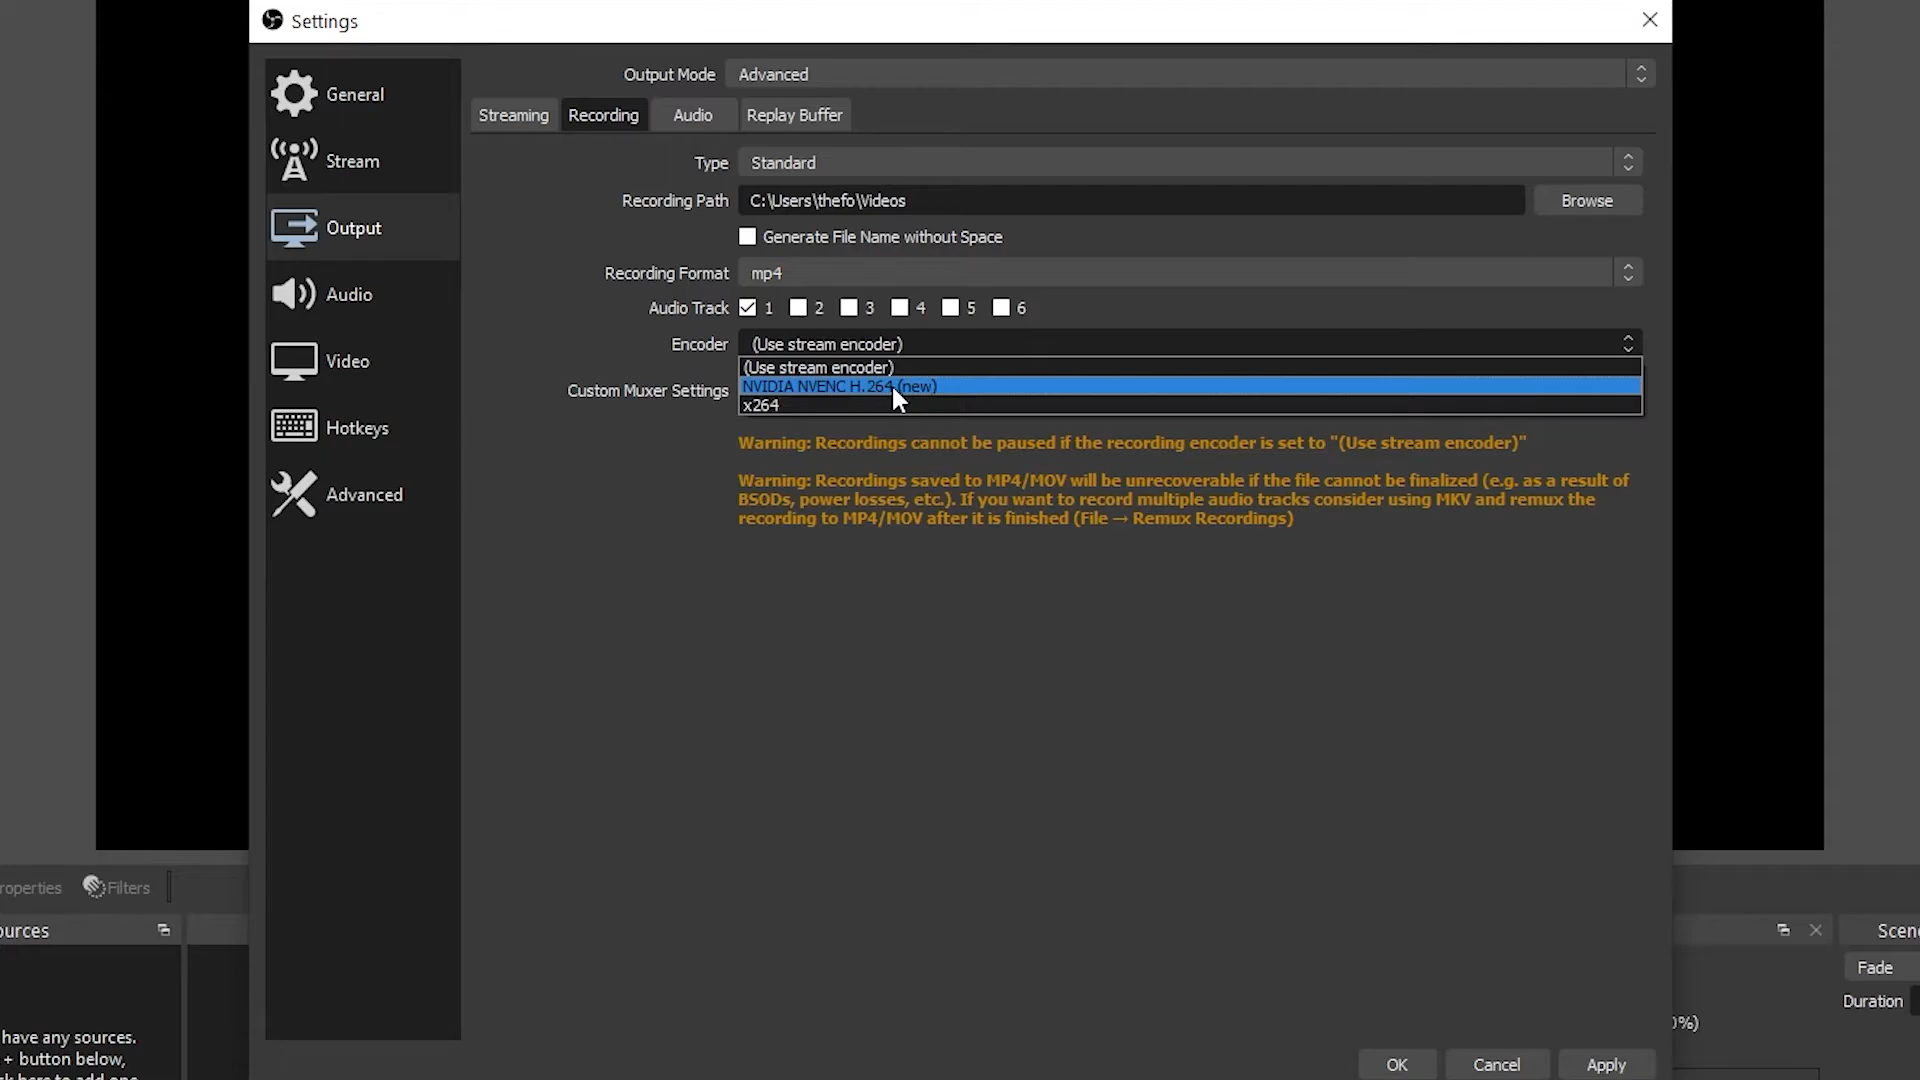 Settings
General
Stream
Output
Audio
Video
Hotkeys
Advanced
Output Mode Advanced
Streaming Recording Audio Replay Buffer
Type Standard
Recording Path C:\Users\thefo\Videos Browse
Generate File Name without Space
Recording Format mp4
Audio Track 1 2 3 4 5 6
Encoder (Use stream encoder)
(Use stream encoder)
NVIDIA NVENC H.264 (new)
x264
Custom Muxer Settings
Warning: Recordings cannot be paused if the recording encoder is set to "(Use stream encoder)"
Warning: Recordings saved to MP4/MOV will be unrecoverable if the file cannot be finalized (e.g. as a result of
BSODs, power losses, etc.). If you want to record multiple audio tracks consider using MKV and remux the
recording to MP4/MOV after it is finished (File → Remux Recordings)
roperties Filters
ources
Scene
Fade
Duration
0%)
have any sources.
+ button below,
OK Cancel Apply